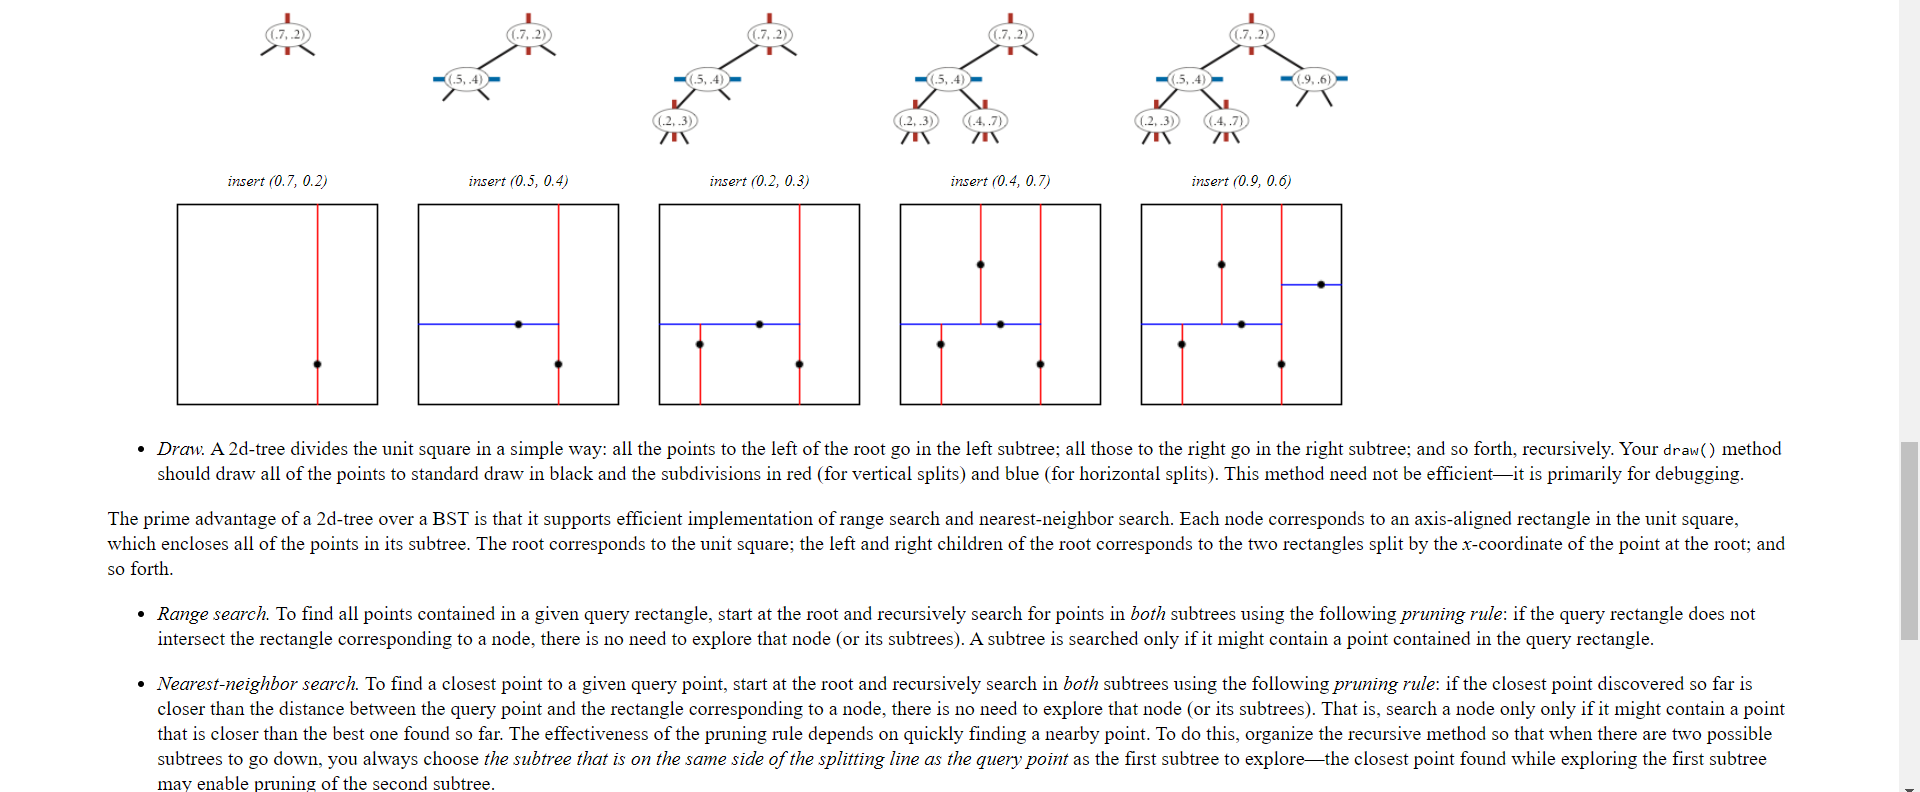 (.7, .2)
(.7, .2)
(.7, .2)
(.7, .2)
(.7, .2)
(.5, .4)
(.5, .4)
(.5, .4)
(.5, .4)
(.9, .6)
(.2, .3)
(.2, .3)
(.4, .7)
(.2, .3)
(.4, .7)
insert (0.7, 0.2)
insert (0.5, 0.4)
insert (0.2, 0.3)
insert (0.4, 0.7)
insert (0.9, 0.6)
• Draw. A 2d-tree divides the unit square in a simple way: all the points to the left of the root go in the left subtree; all those to the right go in the right subtree; and so forth, recursively. Your draw() method
should draw all of the points to standard draw in black and the subdivisions in red (for vertical splits) and blue (for horizontal splits). This method need not be efficient—it is primarily for debugging.
The prime advantage of a 2d-tree over a BST is that it supports efficient implementation of range search and nearest-neighbor search. Each node corresponds to an axis-aligned rectangle in the unit square,
which encloses all of the points in its subtree. The root corresponds to the unit square; the left and right children of the root corresponds to the two rectangles split by the x-coordinate of the point at the root; and
so forth.
• Range search. To find all points contained in a given query rectangle, start at the root and recursively search for points in both subtrees using the following pruning rule: if the query rectangle does not
intersect the rectangle corresponding to a node, there is no need to explore that node (or its subtrees). A subtree is searched only if it might contain a point contained in the query rectangle.
• Nearest-neighbor search. To find a closest point to a given query point, start at the root and recursively search in both subtrees using the following pruning rule: if the closest point discovered so far is
closer than the distance between the query point and the rectangle corresponding to a node, there is no need to explore that node (or its subtrees). That is, search a node only only if it might contain a point
that is closer than the best one found so far. The effectiveness of the pruning rule depends on quickly finding a nearby point. To do this, organize the recursive method so that when there are two possible
subtrees to go down, you always choose the subtree that is on the same side of the splitting line as the query point as the first subtree to explore—the closest point found while exploring the first subtree
may enable pruning of the second subtree.